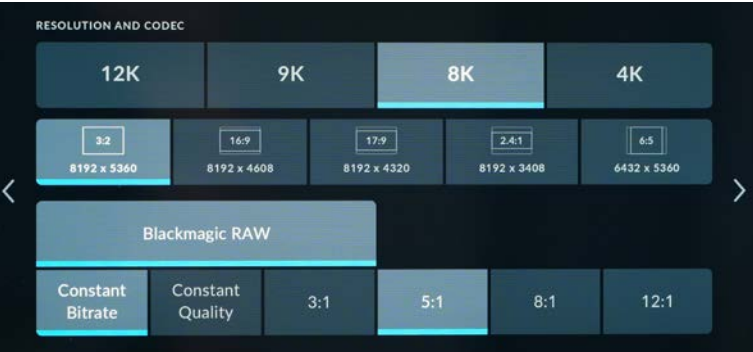 RESOLUTION AND CODEC
12K 9K 8K 4K
3:2 16:9 17:9 2.4:1 6:5
8192 x 5360 8192 x 4608 8192 x 4320 8192 x 3408 6432 x 5360
Blackmagic RAW
Constant Bitrate Constant Quality 3:1 5:1 8:1 12:1